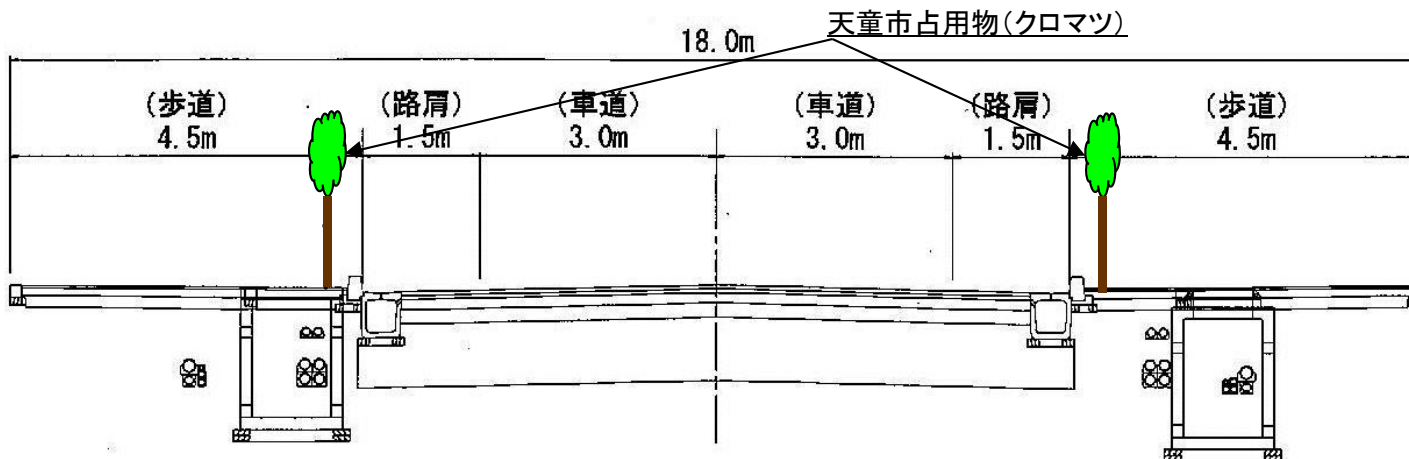 天童市占用物(クロマツ)
18.0m
(歩道) (路肩) (車道) (車道) (路肩) (歩道)
4.5m 1.5m 3.0m 3.0m 1.5m 4.5m